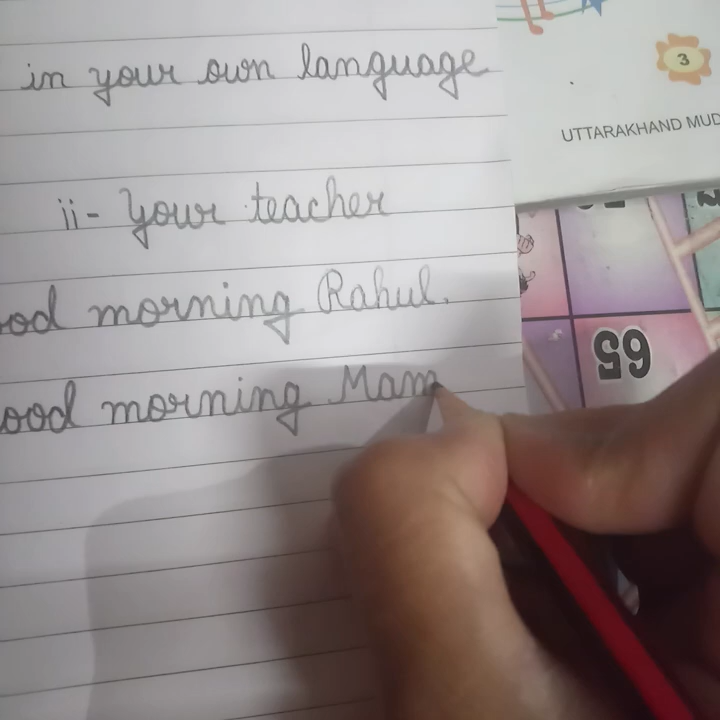 in your own language
3
UTTARAKHAND MUD
ii- Your teacher
ood morning Rahul.
65
ood morning Mam